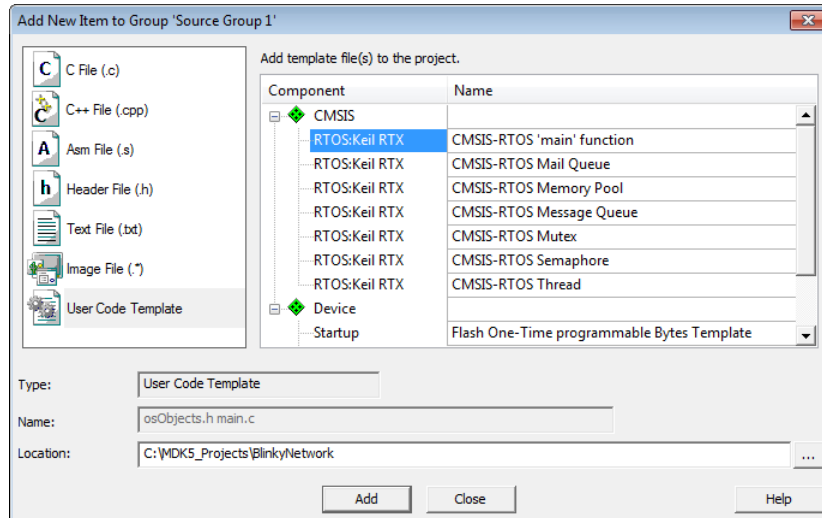 Add New Item to Group 'Source Group 1'
C File (.c)
C++ File (.cpp)
Asm File (.s)
Header File (.h)
Text File (.txt)
Image File (.*)
User Code Template
Add template file(s) to the project.
Component Name
CMSIS
RTOS:Keil RTX CMSIS-RTOS 'main' function
RTOS:Keil RTX CMSIS-RTOS Mail Queue
RTOS:Keil RTX CMSIS-RTOS Memory Pool
RTOS:Keil RTX CMSIS-RTOS Message Queue
RTOS:Keil RTX CMSIS-RTOS Mutex
RTOS:Keil RTX CMSIS-RTOS Semaphore
RTOS:Keil RTX CMSIS-RTOS Thread
Device
Startup Flash One-Time programmable Bytes Template
Type: User Code Template
Name: osObjects.h main.c
Location: C:\MDK5_Projects\BlinkyNetwork ...
Add Close Help